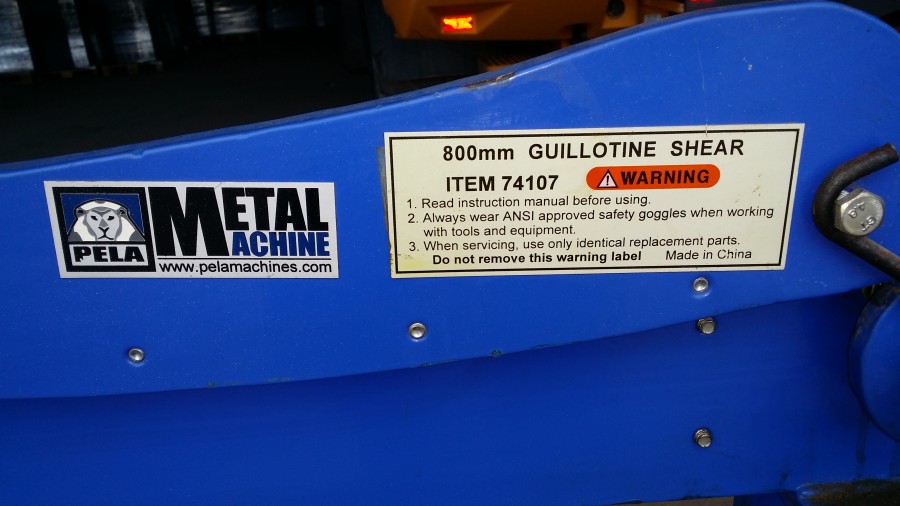 PELA
METAL
MACHINE
www.pelamachines.com
800mm GUILLOTINE SHEAR
ITEM 74107 WARNING
1. Read instruction manual before using.
2. Always wear ANSI approved safety goggles when working
with tools and equipment.
3. When servicing, use only identical replacement parts.
Do not remove this warning label Made in China
8.8